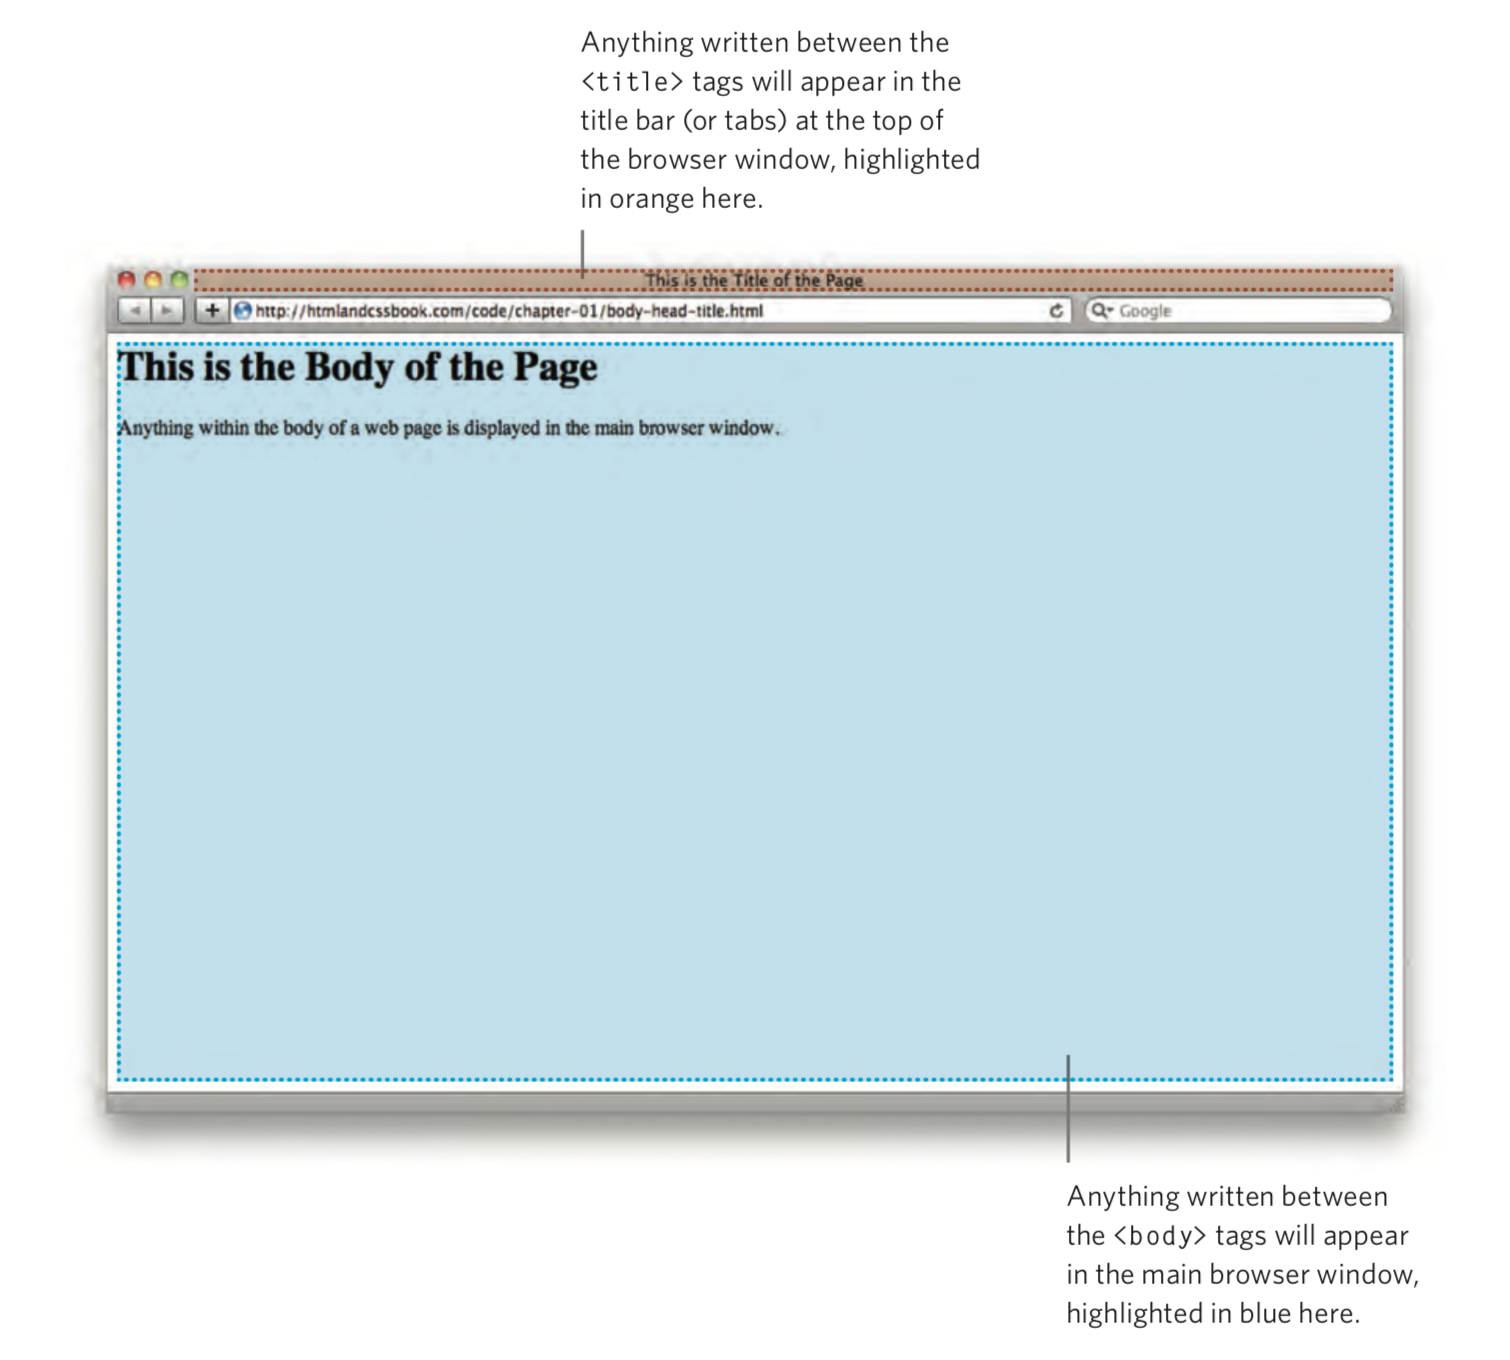 Anything written between the
<title> tags will appear in the
title bar (or tabs) at the top of
the browser window, highlighted
in orange here.
This is the Title of the Page
http://htmlandcssbook.com/code/chapter-01/body-head-title.html
Google
This is the Body of the Page
Anything within the body of a web page is displayed in the main browser window.
Anything written between
the <body> tags will appear
in the main browser window,
highlighted in blue here.